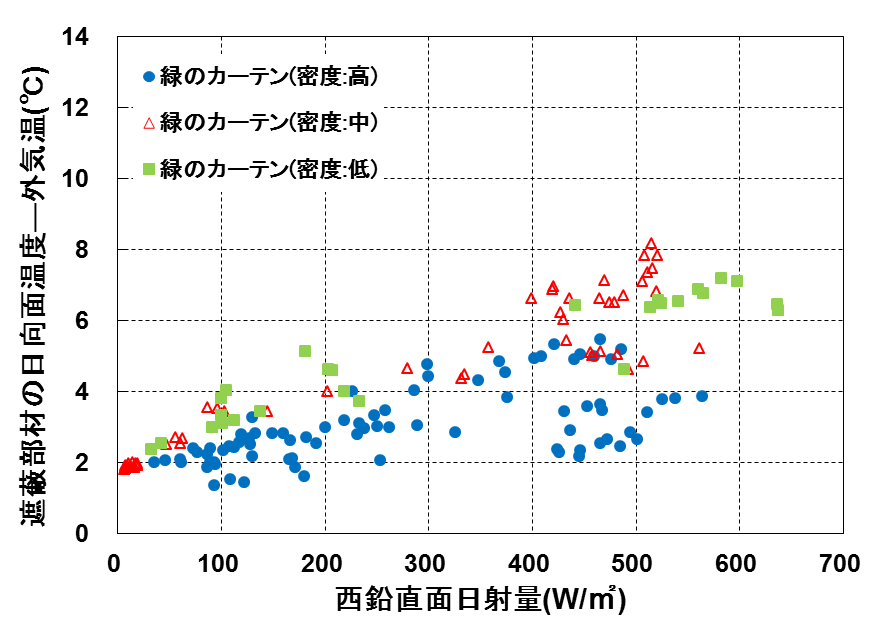 遮蔽部材の日向面温度―外気温(℃)
14
12
10
8
6
4
2
0
緑のカーテン(密度:高)
緑のカーテン(密度:中)
緑のカーテン(密度:低)
0 100 200 300 400 500 600 700
西鉛直面日射量(W/㎡)